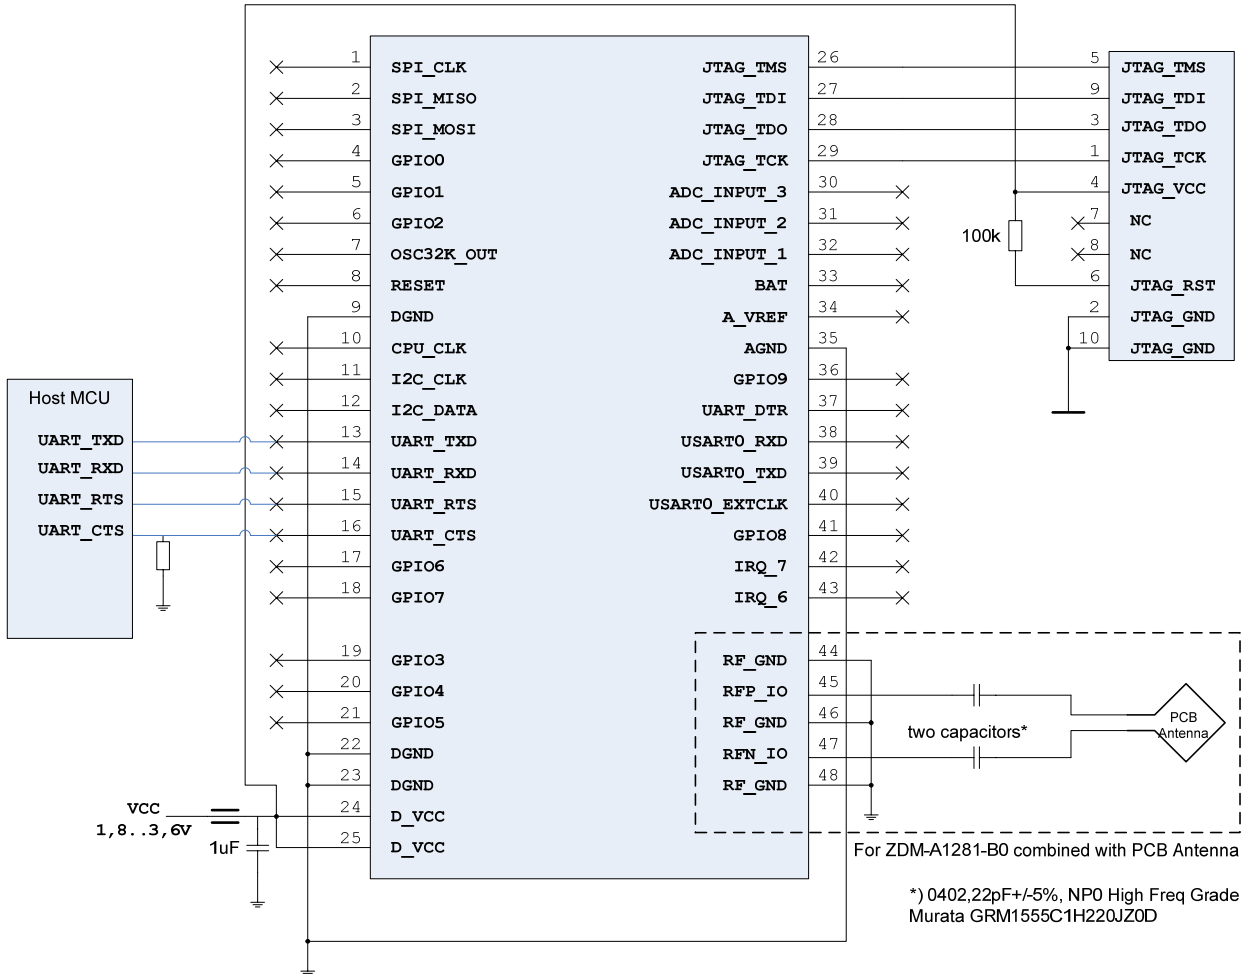 1 SPI_CLK JTAG_TMS 26 5 JTAG_TMS
2 SPI_MISO JTAG_TDI 27 9 JTAG_TDI
3 SPI_MOSI JTAG_TDO 28 3 JTAG_TDO
4 GPIO0 JTAG_TCK 29 1 JTAG_TCK
5 GPIO1 ADC_INPUT_3 30 4 JTAG_VCC
6 GPIO2 ADC_INPUT_2 31 7 NC
100k
7 OSC32K_OUT ADC_INPUT_1 32 8 NC
8 RESET BAT 33 6 JTAG_RST
9 DGND A_VREF 34 2 JTAG_GND
10 CPU_CLK AGND 35 10 JTAG_GND
11 I2C_CLK GPIO9 36
Host MCU
12 I2C_DATA UART_DTR 37
UART_TXD 13 UART_TXD USART0_RXD 38
UART_RXD 14 UART_RXD USART0_TXD 39
UART_RTS 15 UART_RTS USART0_EXTCLK 40
UART_CTS 16 UART_CTS GPIO8 41
17 GPIO6 IRQ_7 42
18 GPIO7 IRQ_6 43
19 GPIO3 RF_GND 44
20 GPIO4 RFP_IO 45
21 GPIO5 RF_GND 46
two capacitors*
PCB
Antenna
22 DGND RFN_IO 47
23 DGND RF_GND 48
VCC 24 D_VCC
1,8..3,6V
1uF 25 D_VCC
For ZDM-A1281-B0 combined with PCB Antenna
*) 0402,22pF+/-5%, NP0 High Freq Grade
Murata GRM1555C1H220JZ0D